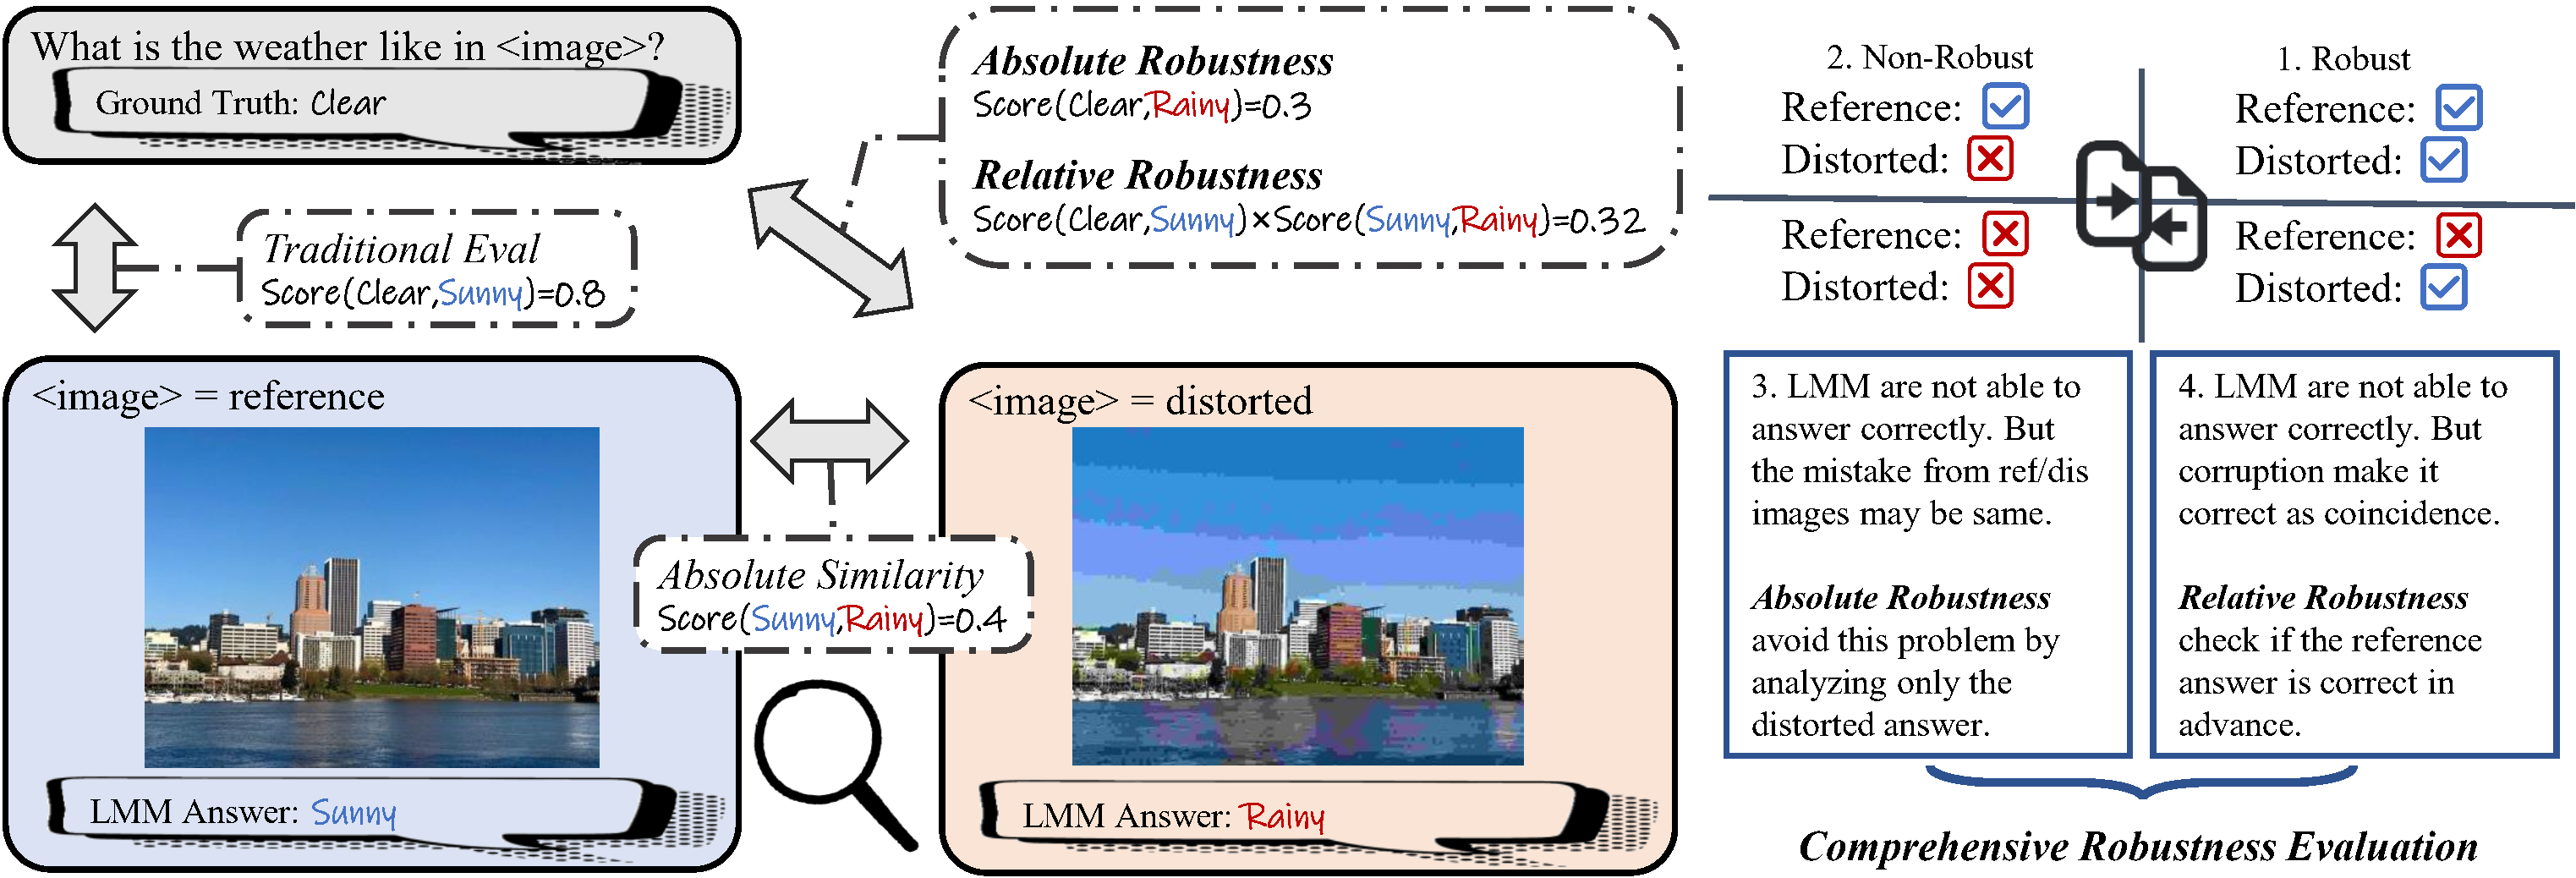 What is the weather like in <image>?
Ground Truth: Clear
Traditional Eval
Score(Clear,Sunny)=0.8
<image> = reference
LMM Answer: Sunny
Absolute Robustness
Score(Clear,Rainy)=0.3
Relative Robustness
Score(Clear,Sunny)×Score(Sunny,Rainy)=0.32
Absolute Similarity
Score(Sunny,Rainy)=0.4
<image> = distorted
LMM Answer: Rainy
2. Non-Robust
Reference:
Distorted:
1. Robust
Reference:
Distorted:
Reference:
Distorted:
Reference:
Distorted:
3. LMM are not able to
answer correctly. But
the mistake from ref/dis
images may be same.
Absolute Robustness
avoid this problem by
analyzing only the
distorted answer.
4. LMM are not able to
answer correctly. But
corruption make it
correct as coincidence.
Relative Robustness
check if the reference
answer is correct in
advance.
Comprehensive Robustness Evaluation